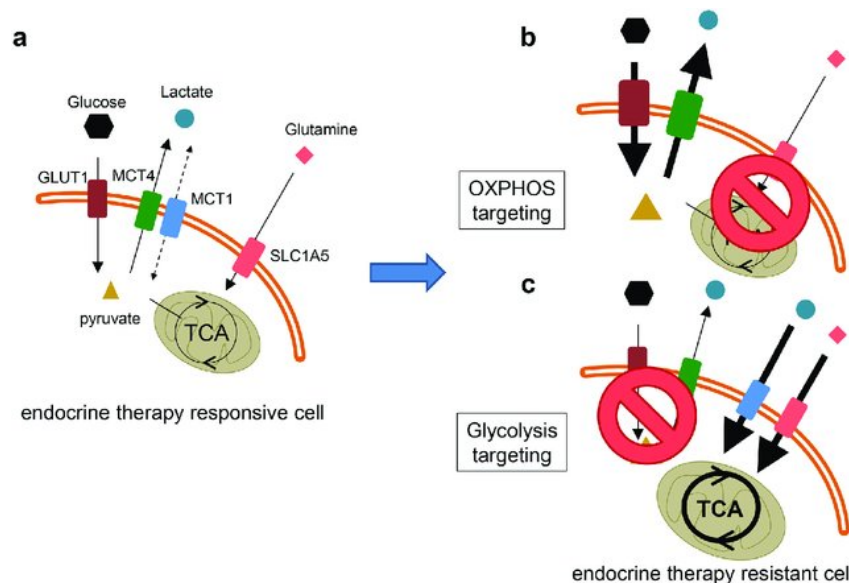 a
Glucose
Lactate
Glutamine
GLUT1
MCT4
MCT1
SLC1A5
pyruvate
TCA
endocrine therapy responsive cell
b
OXPHOS
targeting
c
Glycolysis
targeting
TCA
endocrine therapy resistant cell